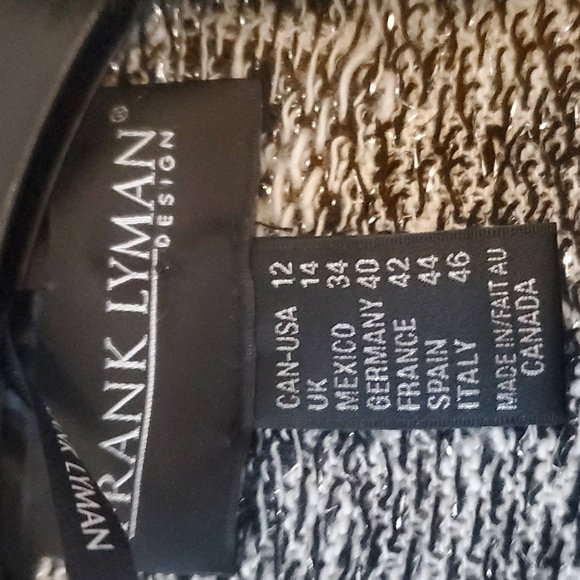 RANK LYMAN®
DESIGN
CAN-USA 12
UK 14
MEXICO 34
GERMANY 40
FRANCE 42
SPAIN 44
ITALY 46
MADE IN/FAIT AU
CANADA
LYMAN